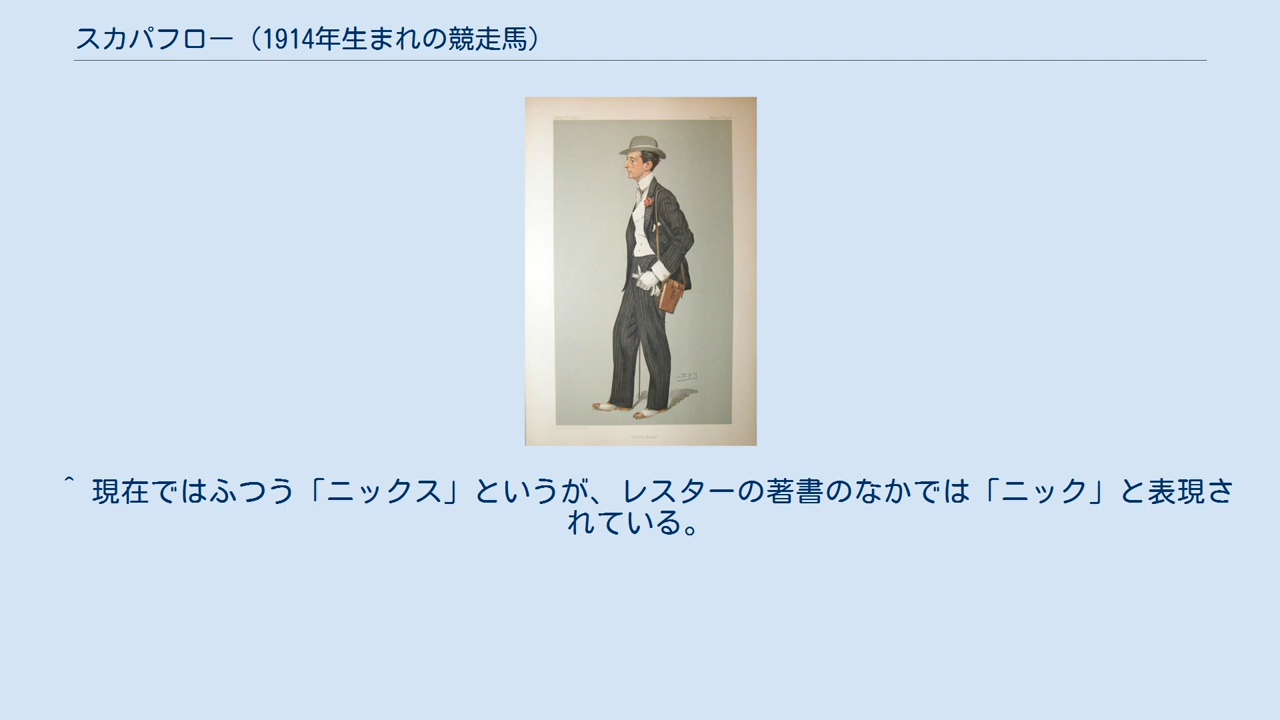 スカパフロー（1914年生まれの競走馬）
^ 現在ではふつう「ニックス」というが、レスターの著書のなかでは「ニック」と表現さ
れている。